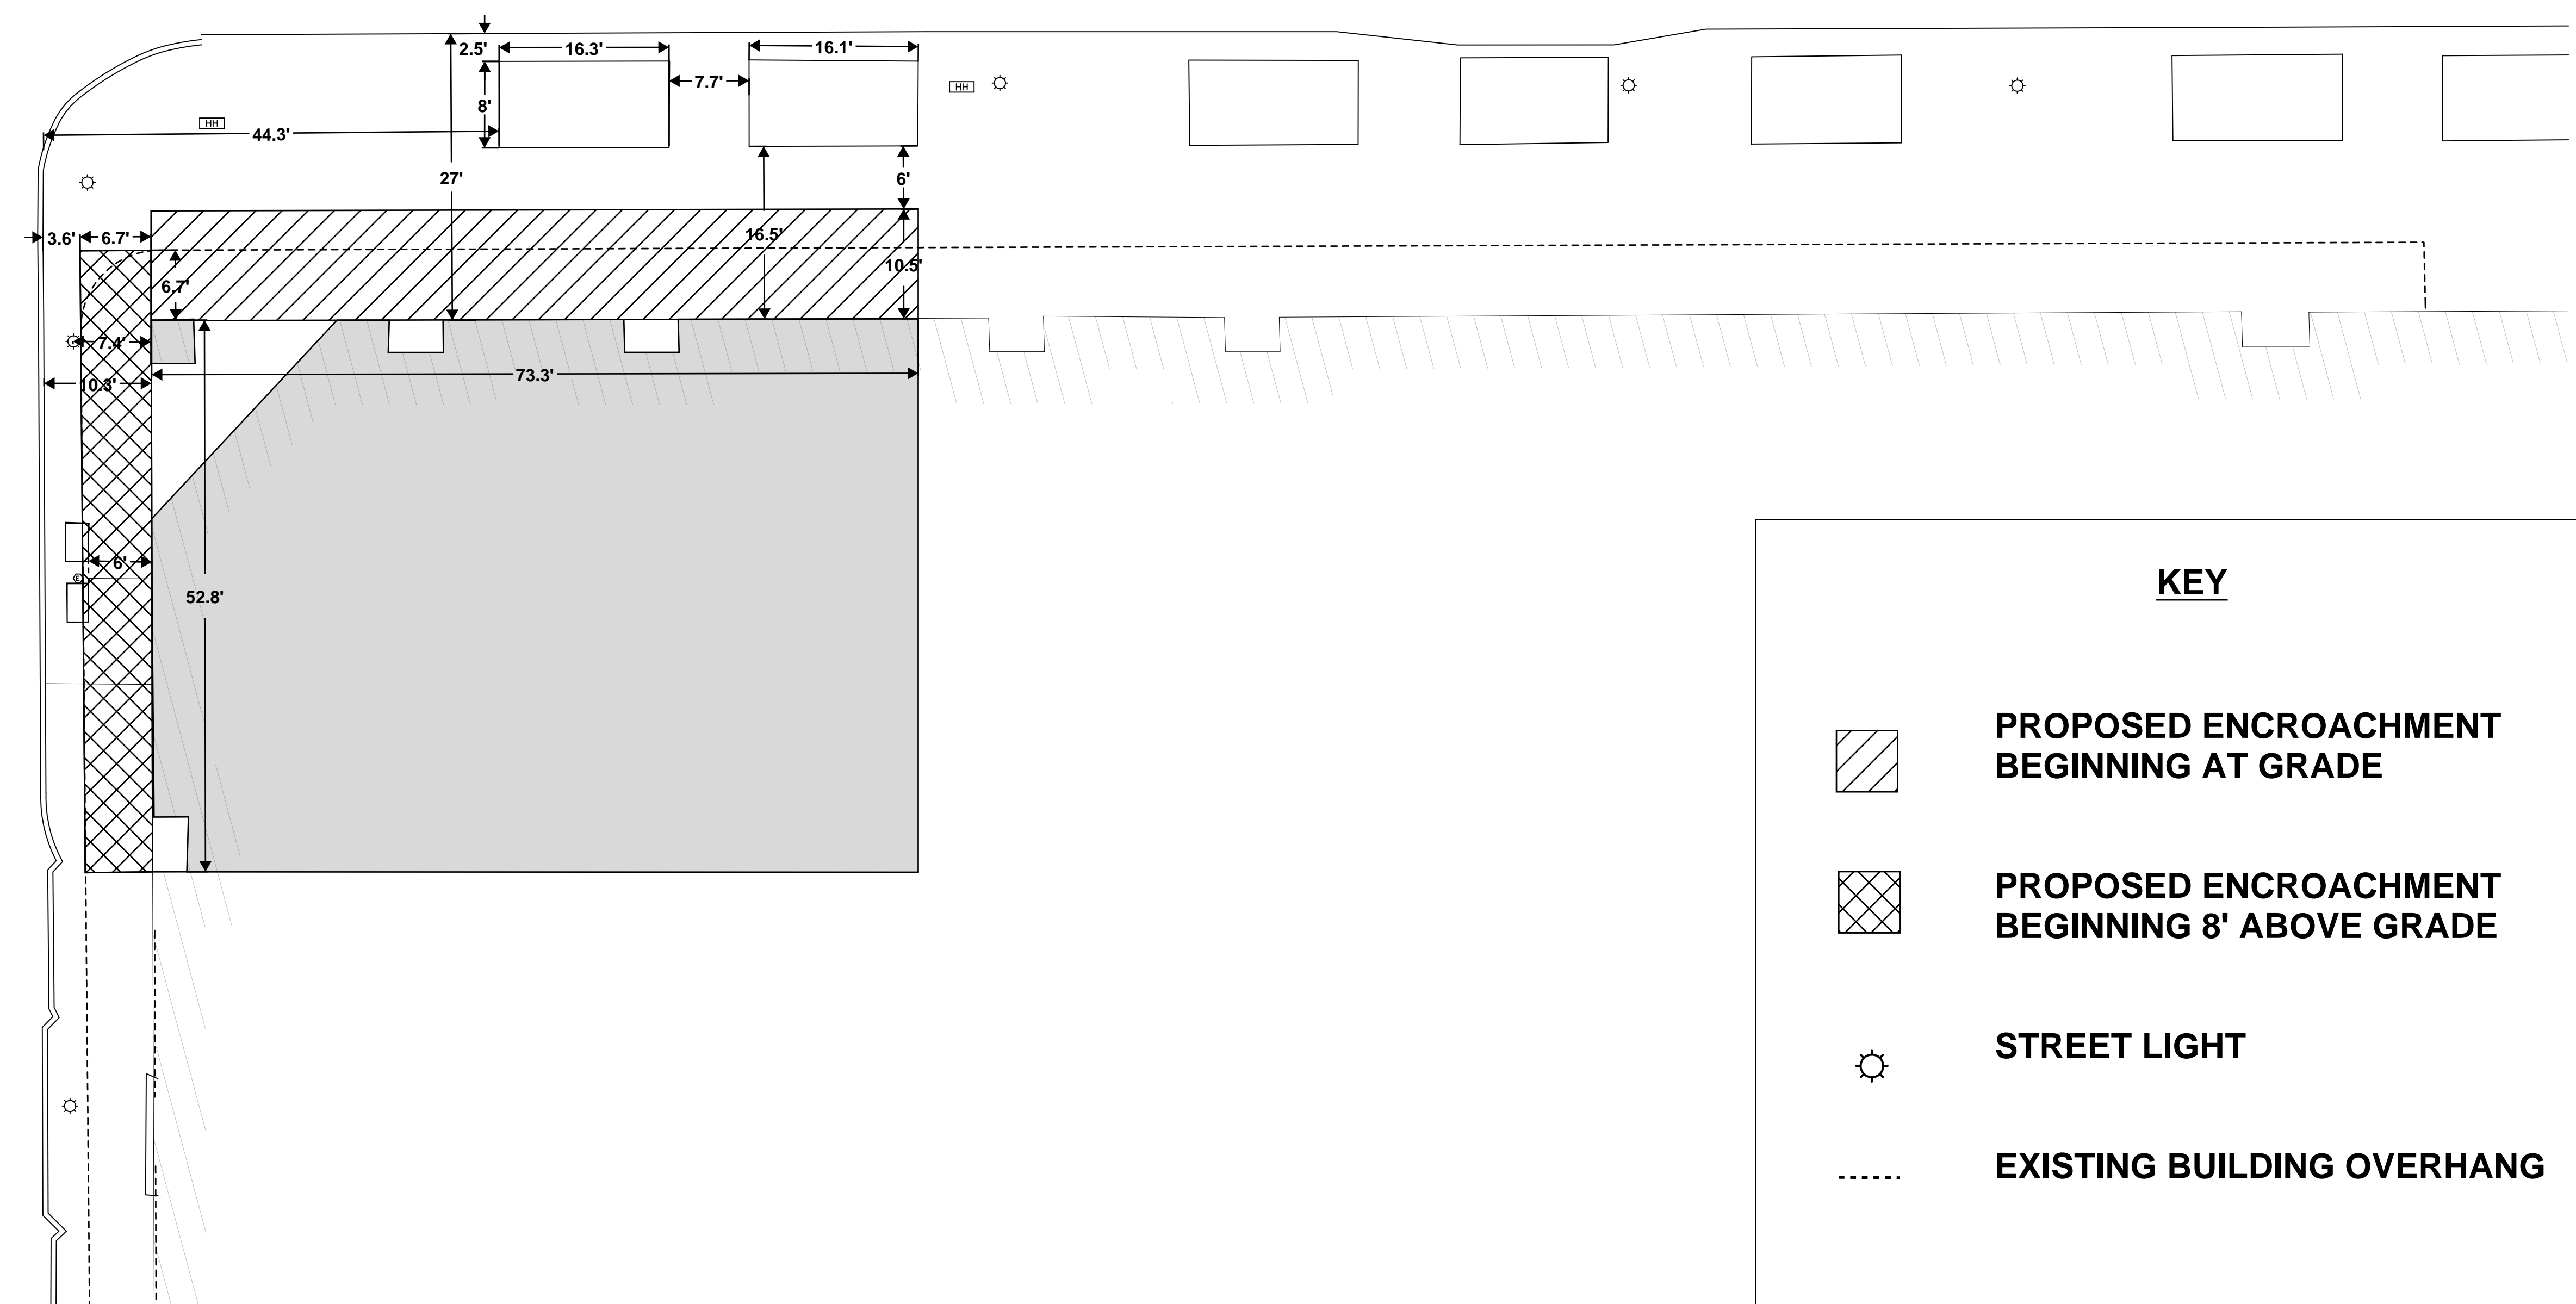 2.5'
16.3'
16.1'
7.7'
HH
8'
HH
44.3'
27'
6'
3.6'
6.7'
16.5'
10.5'
6.7'
7.4'
10.3'
73.3'
6'
E
52.8'
KEY
PROPOSED ENCROACHMENT
BEGINNING AT GRADE
PROPOSED ENCROACHMENT
BEGINNING 8' ABOVE GRADE
STREET LIGHT
EXISTING BUILDING OVERHANG